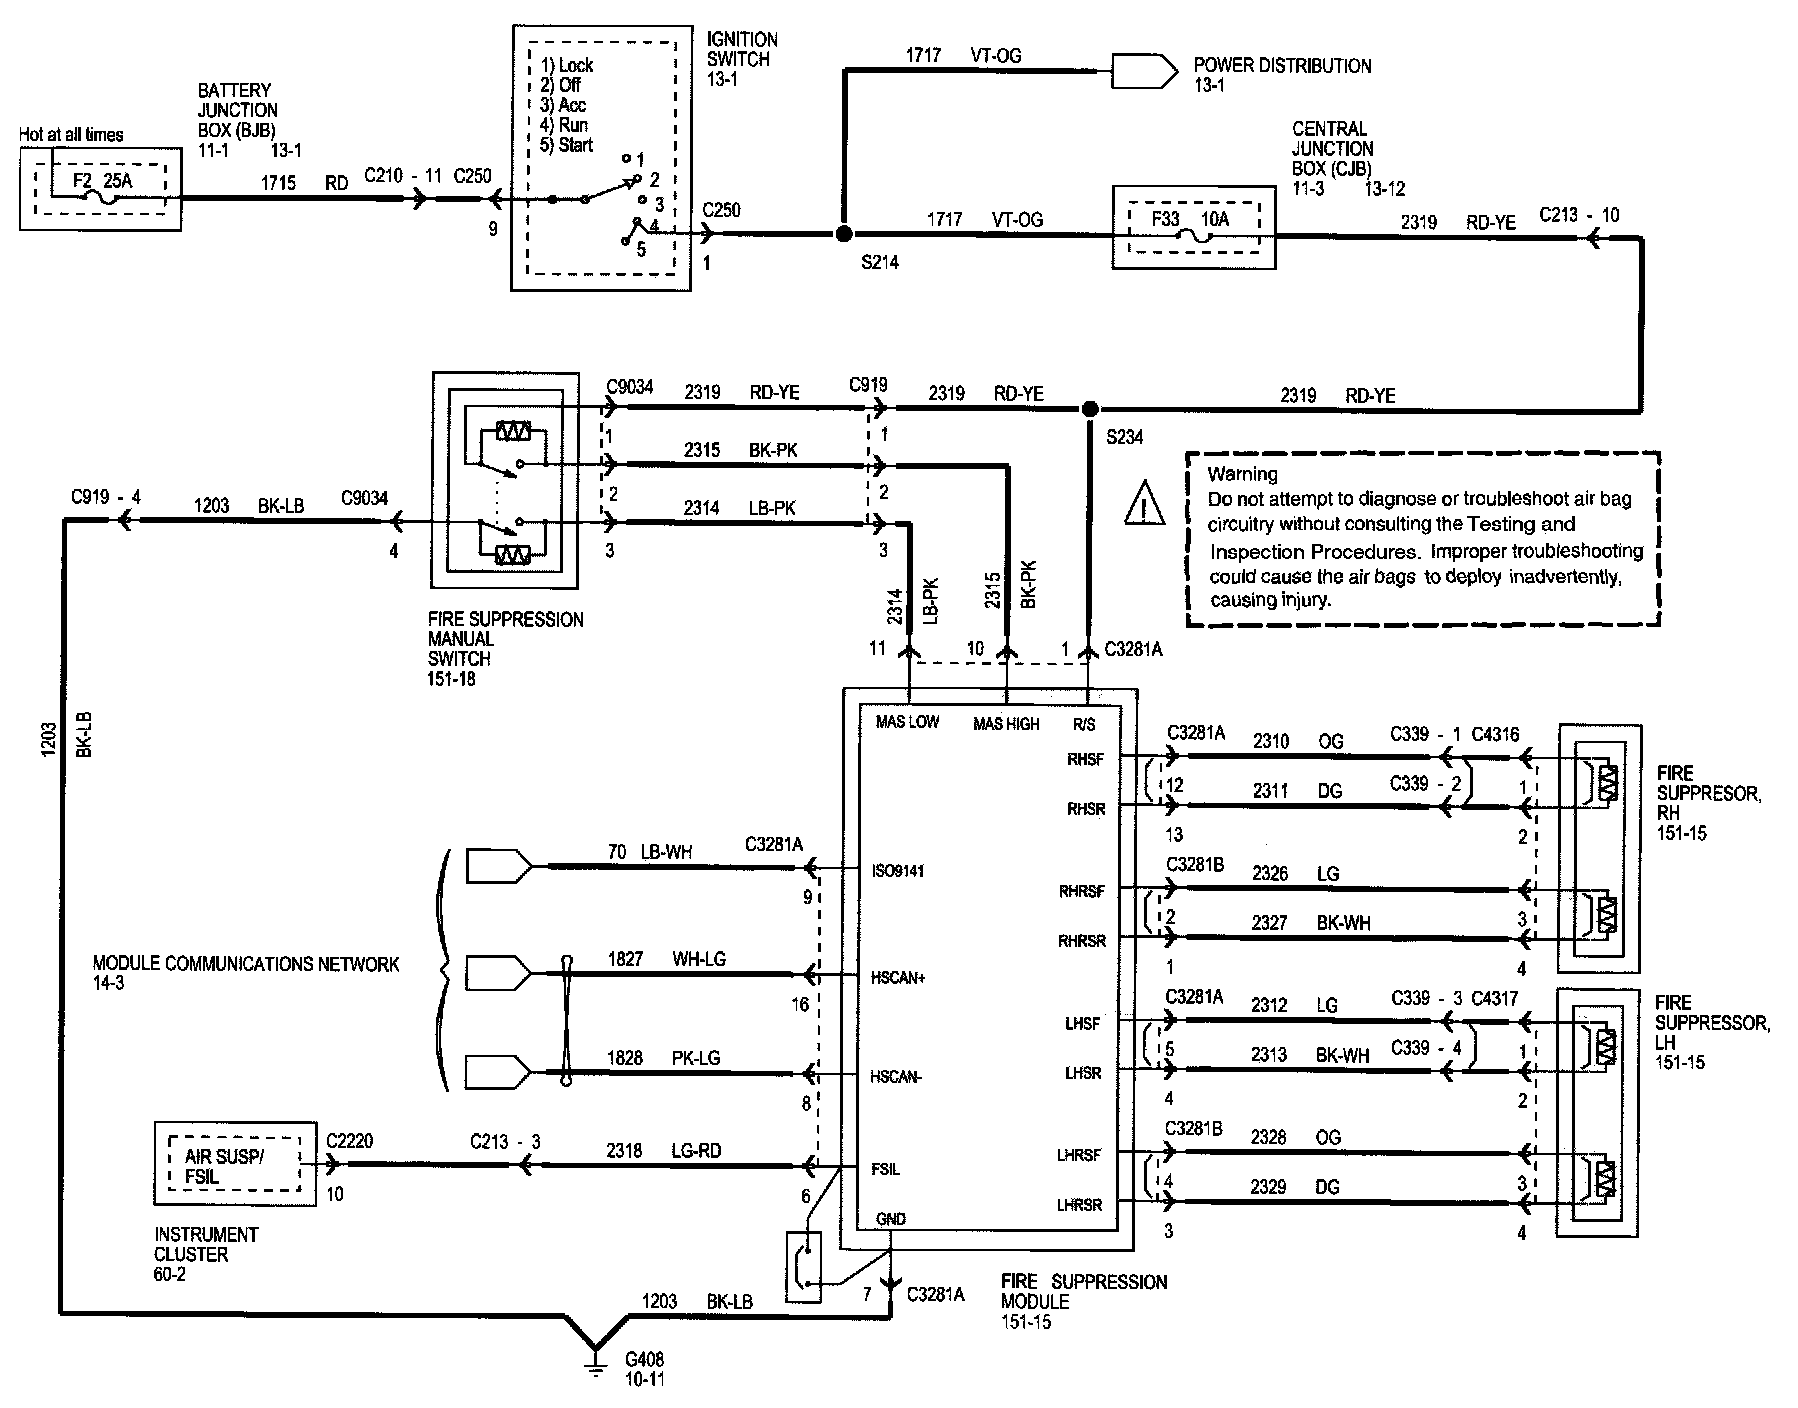 IGNITION
SWITCH
13-1
1) Lock
2) Off
3) Acc
4) Run
5) Start
1
2
3
4
5
1717 VT-OG
POWER DISTRIBUTION
13-1
BATTERY
JUNCTION
BOX (BJB)
11-1 13-1
Hot at all times
F2 25A
1715 RD
C210 - 11 C250
9
C250
1
S214
1717 VT-OG
CENTRAL
JUNCTION
BOX (CJB)
11-3 13-12
F33 10A
2319 RD-YE
C213 - 10
C9034
2319 RD-YE
C919
2319 RD-YE
2319 RD-YE
S234
1
1
2315 BK-PK
2
2
2314 LB-PK
3
3
C919 - 4
1203 BK-LB
C9034
4
FIRE SUPPRESSION
MANUAL
SWITCH
151-18
Warning
Do not attempt to diagnose or troubleshoot air bag
circuitry without consulting the Testing and
Inspection Procedures. Improper troubleshooting
could cause the air bags to deploy inadvertently,
causing injury.
!
2314
LB-PK
2315
BK-PK
11
10
1
C3281A
1203
BK-LB
MAS LOW
MAS HIGH
R/S
RHSF
C3281A
2310 OG
C339 - 1 C4316
12
RHSR
2311 DG
C339 - 2
1
13
2
FIRE
SUPPRESOR,
RH
151-15
RHRSF
C3281B
2326 LG
2
3
RHRSR
2327 BK-WH
1
4
70 LB-WH
C3281A
ISO9141
9
MODULE COMMUNICATIONS NETWORK
14-3
1827 WH-LG
HSCAN+
16
1828 PK-LG
HSCAN-
8
LHSF
C3281A
2312 LG
C339 - 3 C4317
5
LHSR
2313 BK-WH
C339 - 4
1
4
2
FIRE
SUPPRESSOR,
LH
151-15
LHRSF
C3281B
2328 OG
4
3
LHRSR
2329 DG
3
4
AIR SUSP/
FSIL
C2220
10
C213 - 3
2318 LG-RD
FSIL
6
INSTRUMENT
CLUSTER
60-2
GND
7
C3281A
FIRE SUPPRESSION
MODULE
151-15
1203 BK-LB
G408
10-11